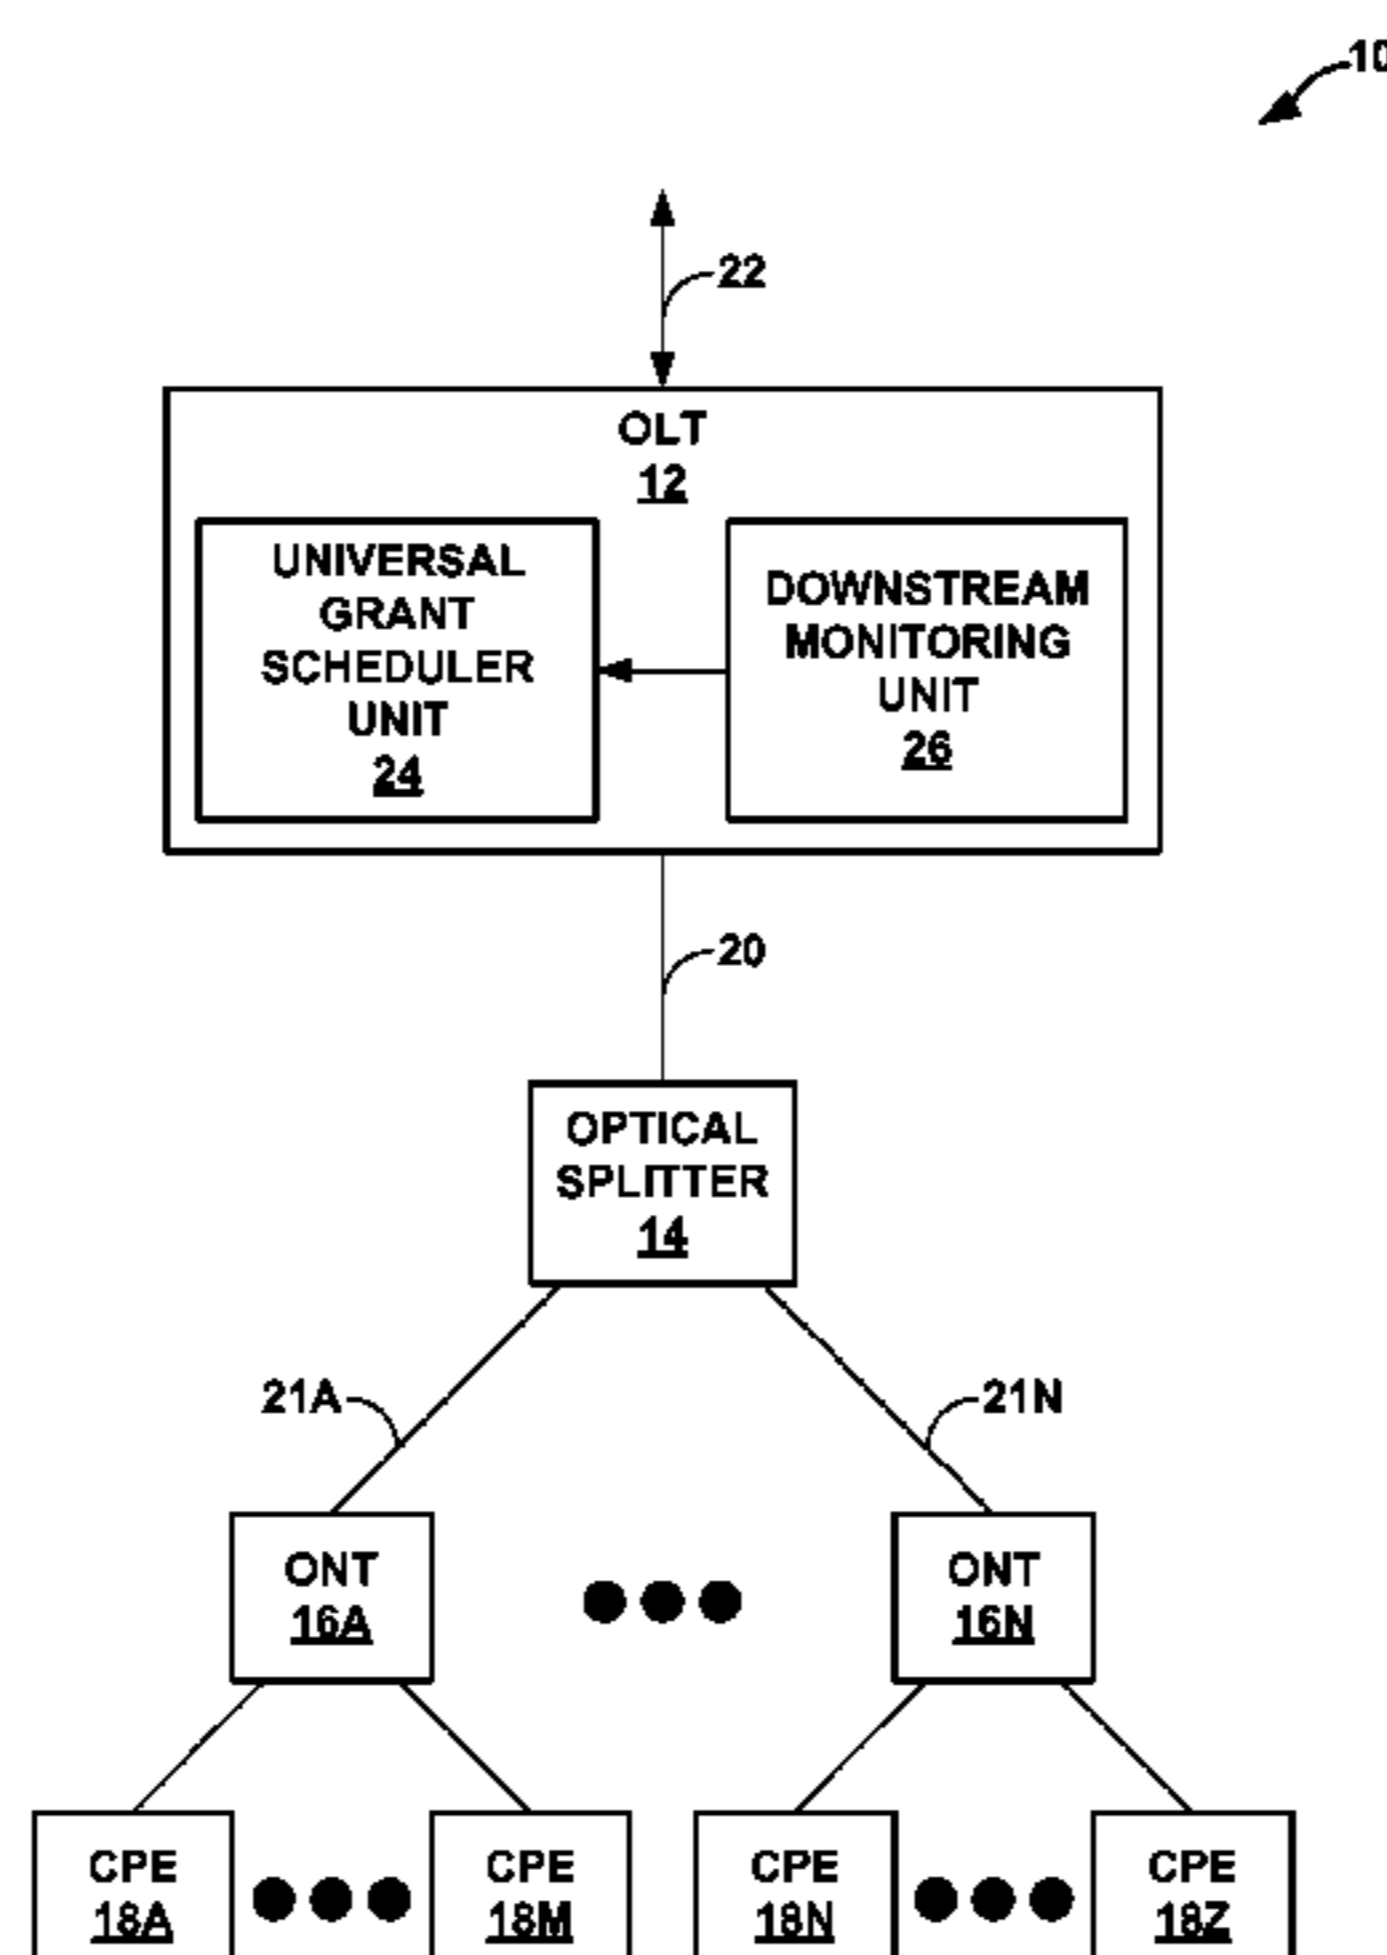 10
22
OLT
12
UNIVERSAL
GRANT
SCHEDULER
UNIT
24
DOWNSTREAM
MONITORING
UNIT
26
20
OPTICAL
SPLITTER
14
21A
21N
ONT
16A
ONT
16N
CPE
18A
CPE
18M
CPE
18N
CPE
18Z